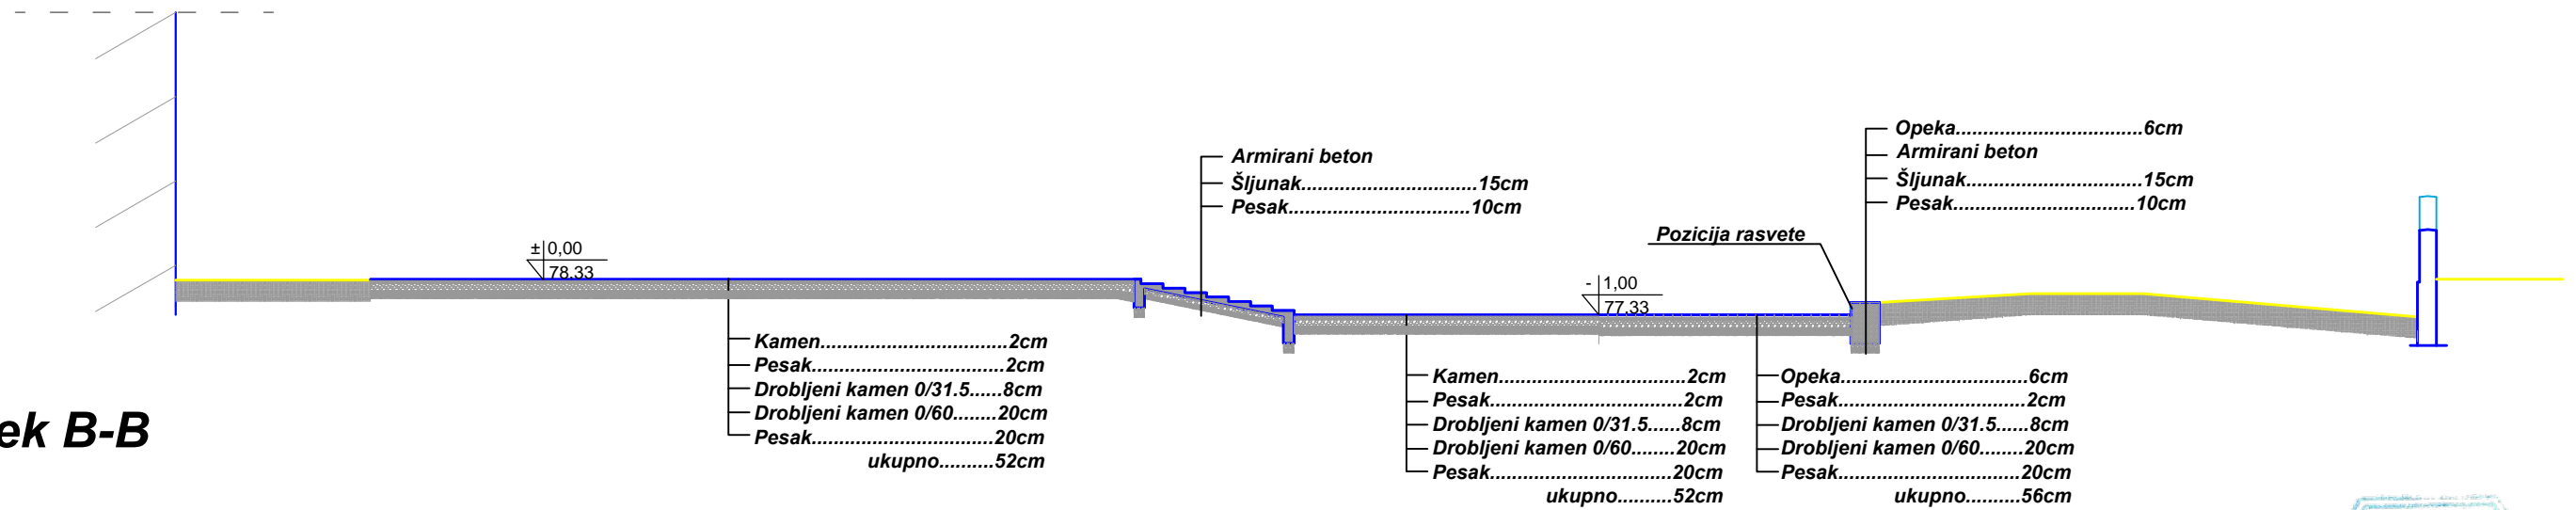 Opeka..................................6cm
Armirani beton
Šljunak................................15cm
Pesak.................................10cm
Armirani beton
Šljunak................................15cm
Pesak.................................10cm
Pozicija rasvete
± 0,00
78.33
- 1,00
77.33
Kamen..................................2cm
Pesak...................................2cm
Drobljeni kamen 0/31.5......8cm
Drobljeni kamen 0/60........20cm
Pesak.................................20cm
ukupno..........52cm
Kamen..................................2cm
Pesak...................................2cm
Drobljeni kamen 0/31.5......8cm
Drobljeni kamen 0/60........20cm
Pesak.................................20cm
ukupno..........52cm
Opeka..................................6cm
Pesak..................................2cm
Drobljeni kamen 0/31.5......8cm
Drobljeni kamen 0/60........20cm
Pesak.................................20cm
ukupno..........56cm
ek B-B